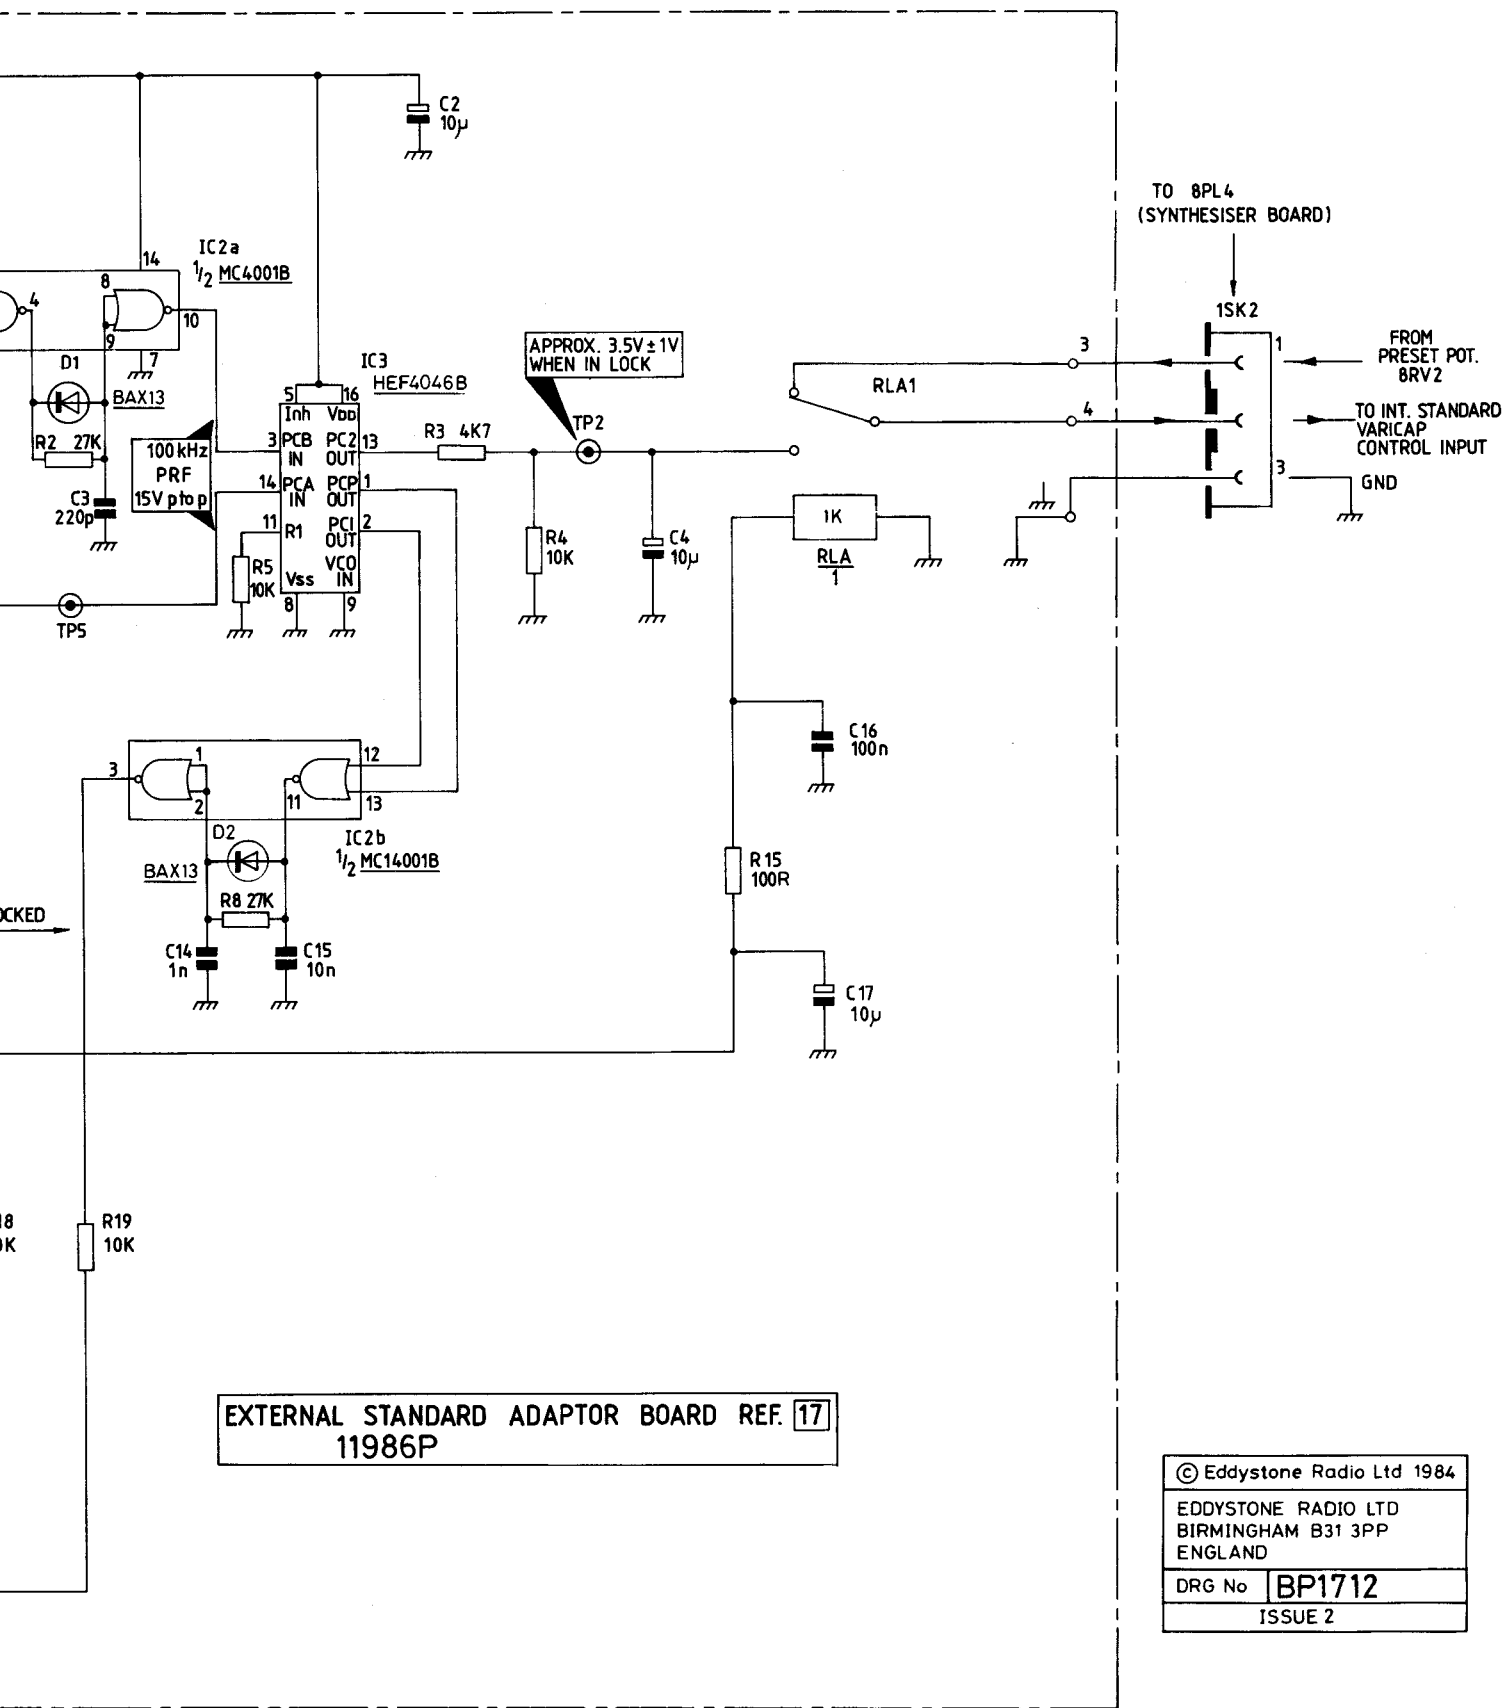 C2
10µ
TO 8PL4
(SYNTHESISER BOARD)
IC2a
1/2 MC4001B
14
8
4
10
9
7
D1
BAX13
R2 27K
C3
220p
100 kHz
PRF
15V p to p
TP5
IC3
HEF4046B
5
16
Inh VDD
3 PCB IN
PC2 OUT 13
14 PCA IN
PCP OUT 1
11 R1
PCI OUT 2
VCO IN
Vss
8
9
R5
10K
R3 4K7
APPROX. 3.5V ± 1V
WHEN IN LOCK
TP2
R4
10K
C4
10µ
RLA1
3
4
1K
RLA
1
1SK2
1
3
FROM
PRESET POT.
8RV2
TO INT. STANDARD
VARICAP
CONTROL INPUT
GND
C16
100n
3
1
2
12
11
13
D2
BAX13
IC2b
1/2 MC14001B
R8 27K
C14
1n
C15
10n
R15
100R
C17
10µ
OCKED
18
0K
R19
10K
EXTERNAL STANDARD ADAPTOR BOARD REF. 17
11986P
© Eddystone Radio Ltd 1984
EDDYSTONE RADIO LTD
BIRMINGHAM B31 3PP
ENGLAND
DRG No BP1712
ISSUE 2